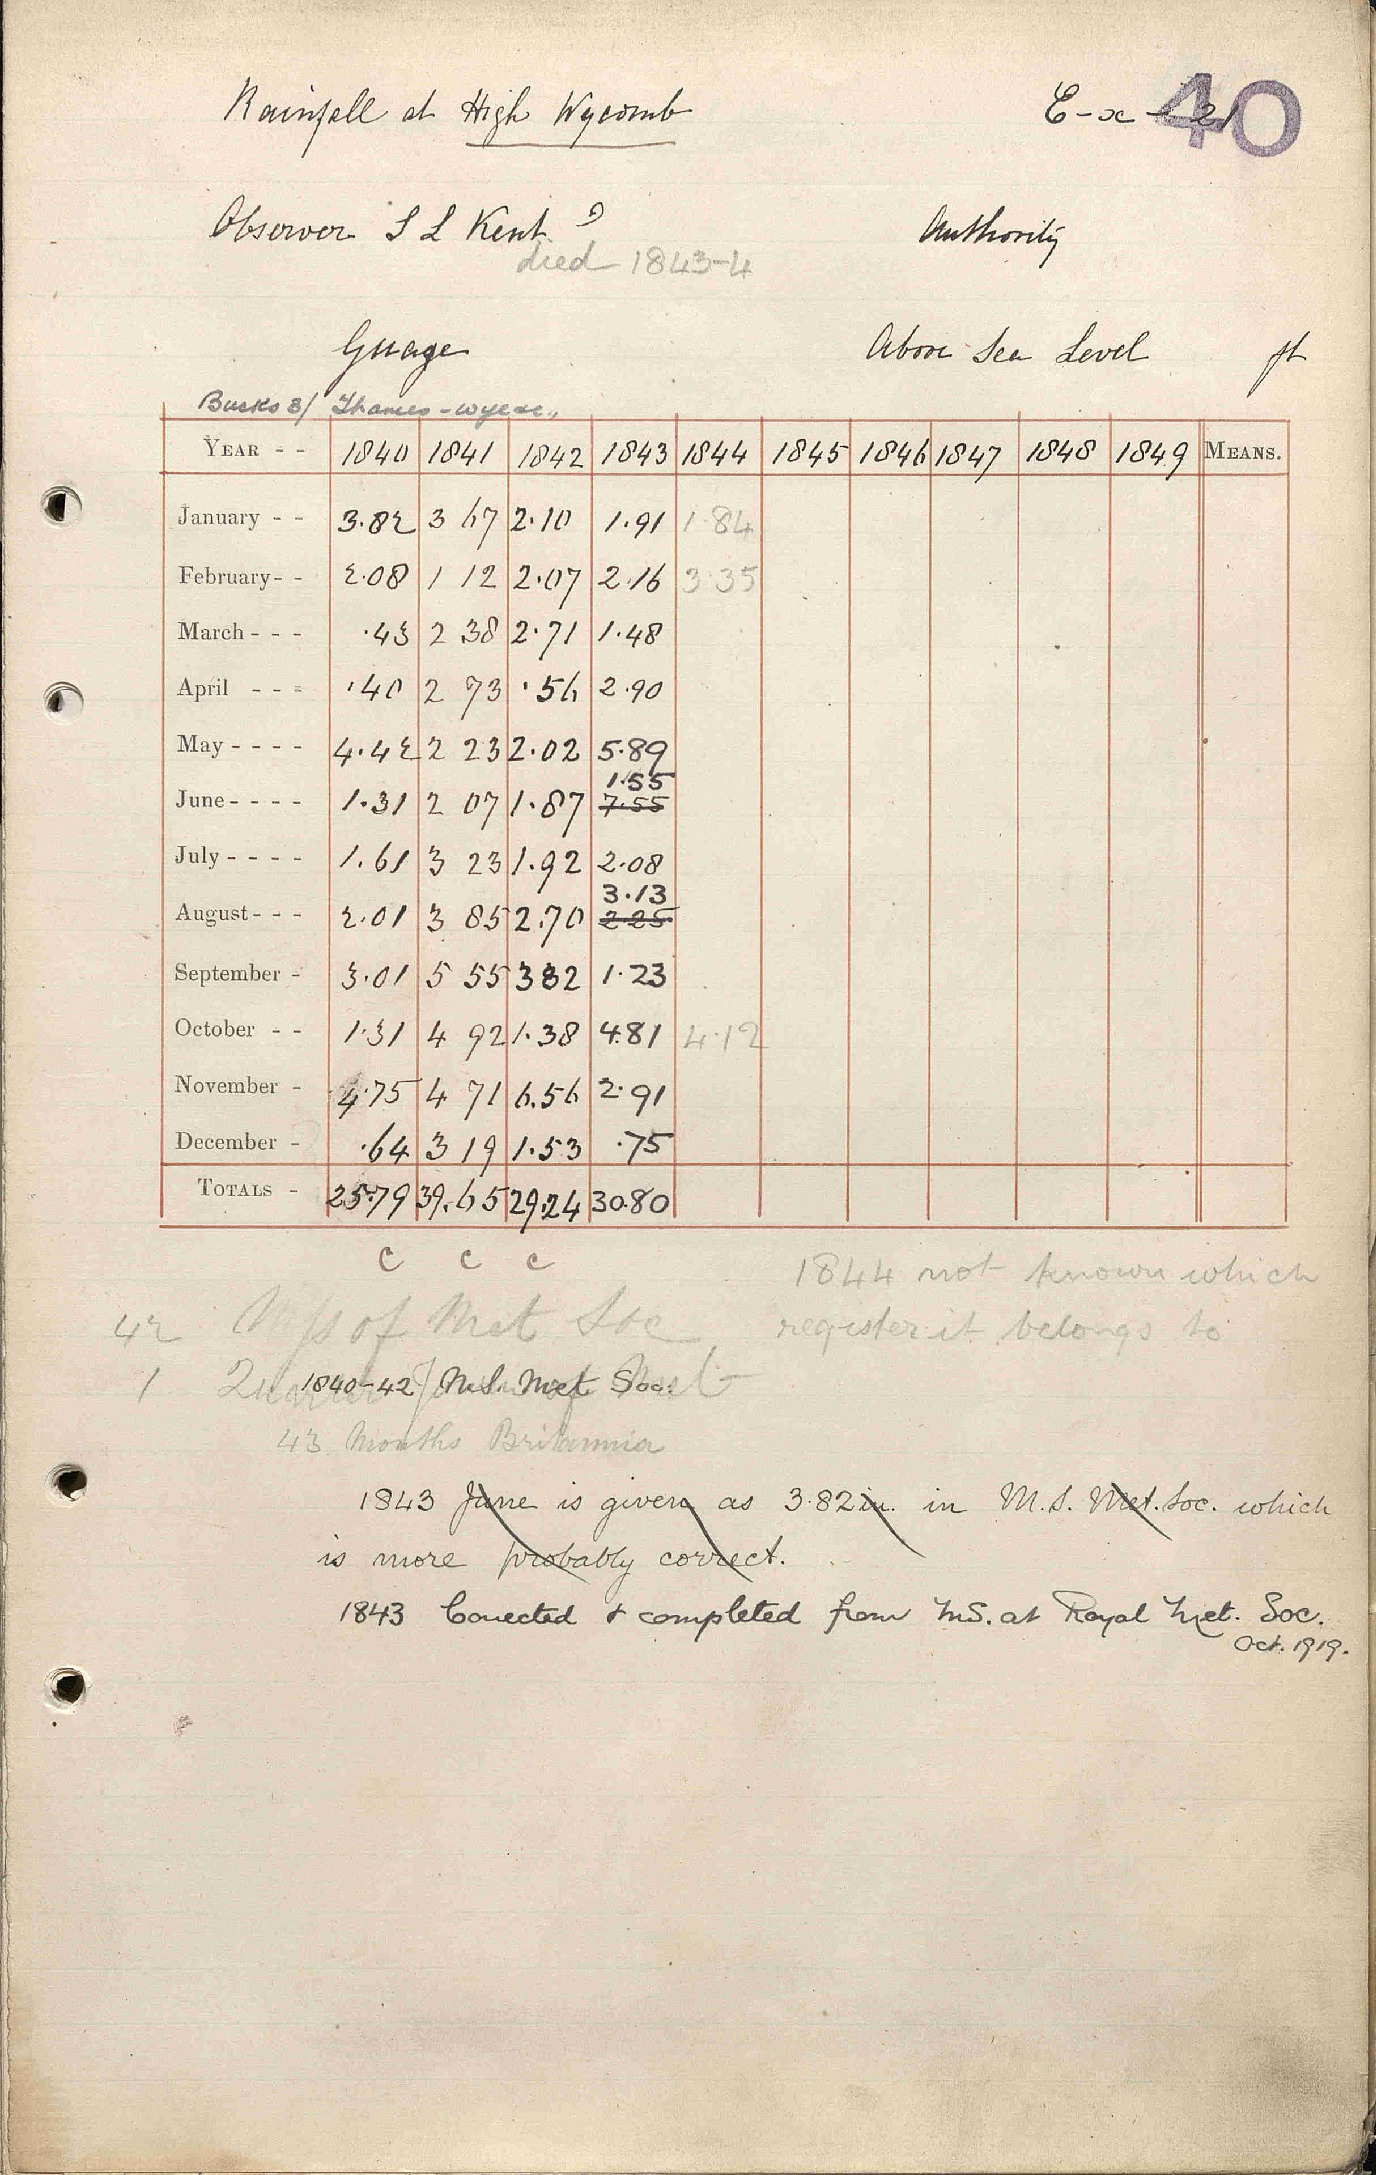 Rainfall at High Wycomb
40
Observer S L Kent ?
Authority
died 1843-4
Guage
Above Sea Level ft
Bucks 3/ Thames - Wye
YEAR - - 1840 1841 1842 1843 1844 1845 1846 1847 1848 1849 MEANS.
January - - 3.82 3 67 2.10 1.91 1.84
February - - 2.08 1 12 2.07 2.16 3.35
March - - - .43 2 38 2.71 1.48
April - - - .40 2 73 .56 2.90
May - - - - 4.42 2 23 2.02 5.89
1.55
June - - - - 1.31 2 07 1.87 7.55
July - - - - 1.61 3 23 1.92 2.08
3.13
August - - - 2.01 3 85 2.70 2.25
September - 3.01 5 55 3 82 1.23
October - - 1.31 4 92 1.38 4.81 4.12
November - 4.75 4 71 6.56 2.91
December - .64 3 19 1.53 .75
TOTALS - 25.79 39.65 29.24 30.80
c c c
1844 not known which
register it belongs to
42 Mss of Met Soc
1 1840-42 M.S. Met Soc.
43 Months Britannia
1843 June is given as 3.82 in. in M.S. Met. Soc. which
is more probably correct.
1843 Corrected & completed from MS. at Royal Met. Soc.
Oct. 1919.